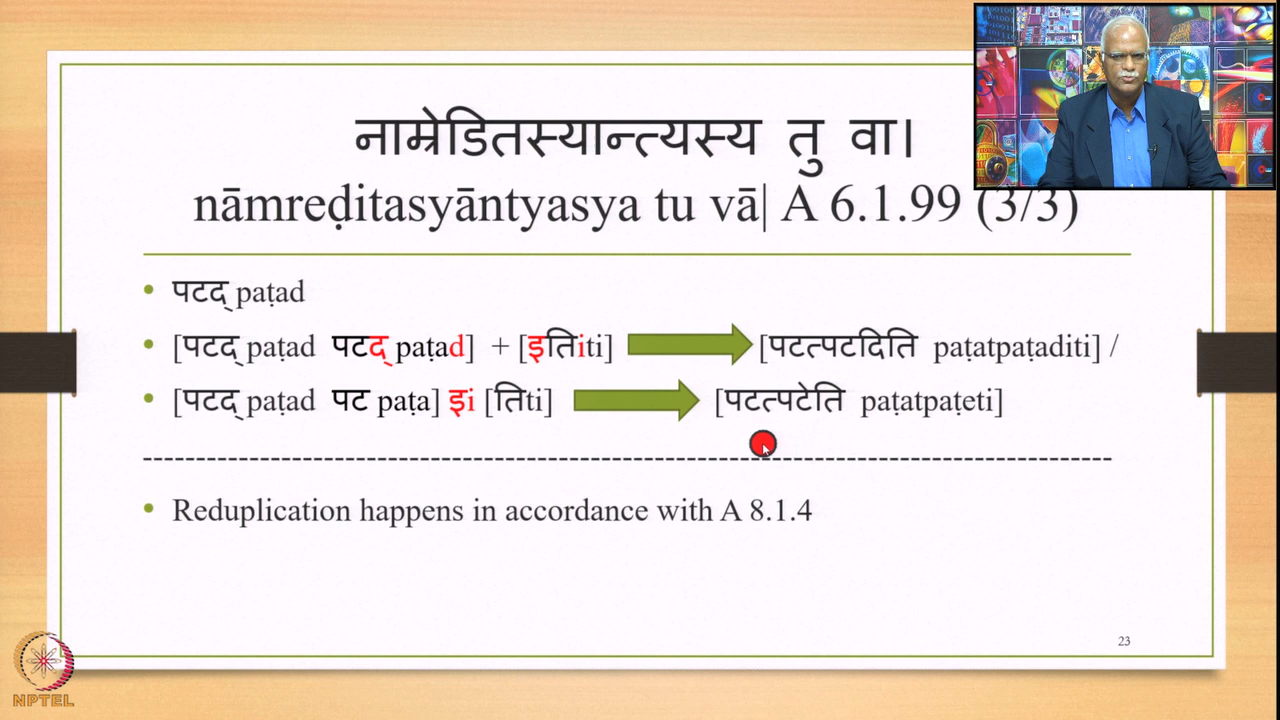 नाम्रेडितस्यान्त्यस्य तु वा।
nāmreḍitasyāntyasya tu vā| A 6.1.99 (3/3)
• पटद् paṭad
• [पटद् paṭad पटद् paṭad] + [इतिiti] [पटत्पटदिति paṭatpaṭaditi] /
• [पटद् paṭad पट paṭa] इi [तिti] [पटत्पटेति paṭatpaṭeti]
• Reduplication happens in accordance with A 8.1.4
23
NPTEL